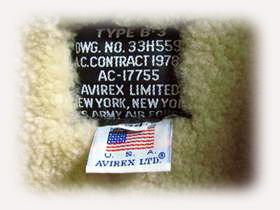 TYPE B-3
DWG. NO. 33H559
A.C. CONTRACT 1978
AC-17755
AVIREX LIMITED
NEW YORK, NEW YORK
U.S. ARMY AIR FORCES
U. S. A.
AVIREX LTD.